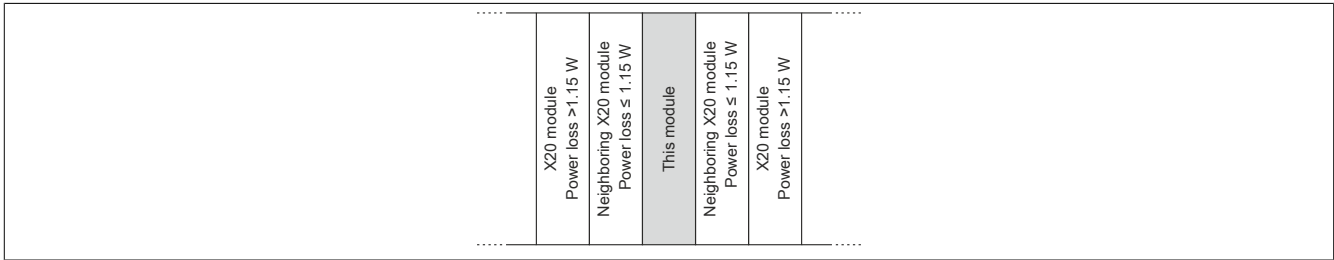 X20 module
Power loss >1.15 W
Neighboring X20 module
Power loss ≤ 1.15 W
This module
Neighboring X20 module
Power loss ≤ 1.15 W
X20 module
Power loss >1.15 W